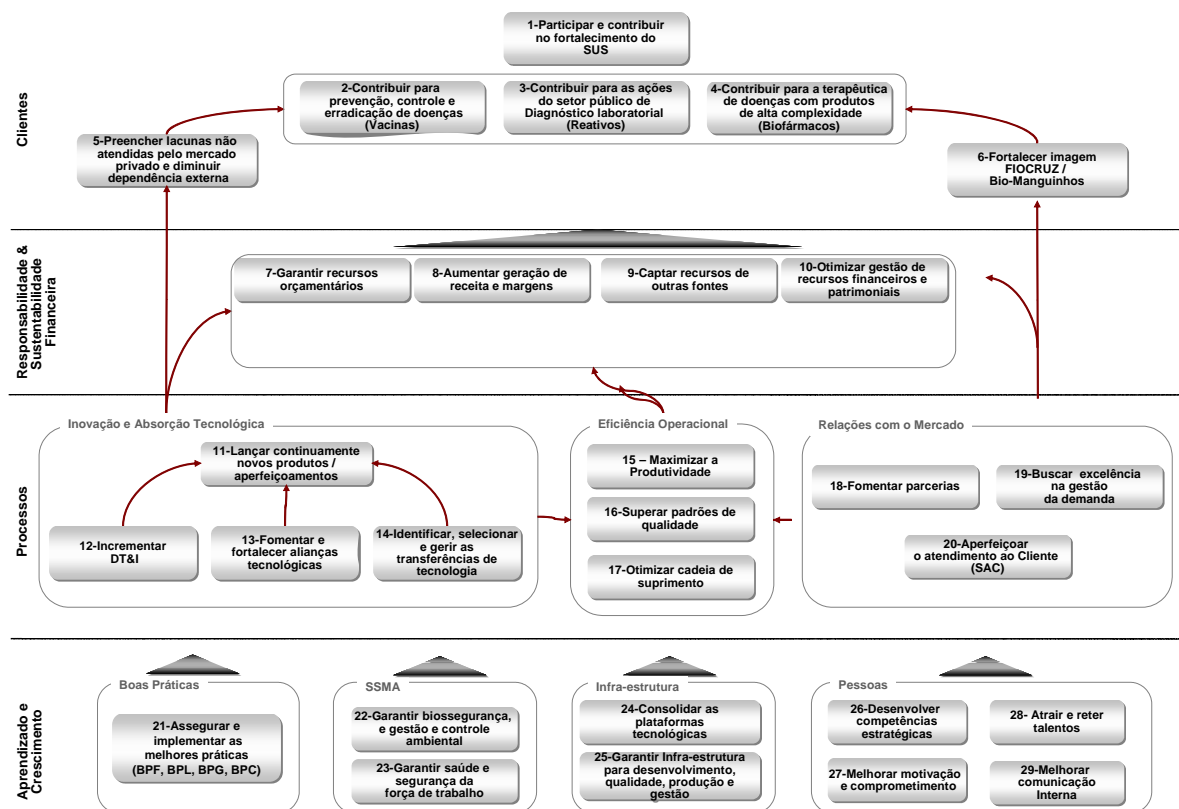 1-Participar e contribuir
no fortalecimento do
SUS
Clientes
2-Contribuir para
prevenção, controle e
erradicação de doenças
(Vacinas)
3-Contribuir para as ações
do setor público de
Diagnóstico laboratorial
(Reativos)
4-Contribuir para a terapêutica
de doenças com produtos
de alta complexidade
(Biofármacos)
5-Preencher lacunas não
atendidas pelo mercado
privado e diminuir
dependência externa
6-Fortalecer imagem
FIOCRUZ /
Bio-Manguinhos
Responsabilidade &
Sustentabilidade
Financeira
7-Garantir recursos
orçamentários
8-Aumentar geração de
receita e margens
9-Captar recursos de
outras fontes
10-Otimizar gestão de
recursos financeiros e
patrimoniais
Processos
Inovação e Absorção Tecnológica
11-Lançar continuamente
novos produtos /
aperfeiçoamentos
12-Incrementar
DT&I
13-Fomentar e
fortalecer alianças
tecnológicas
14-Identificar, selecionar
e gerir as
transferências de
tecnologia
Eficiência Operacional
15 – Maximizar a
Produtividade
16-Superar padrões de
qualidade
17-Otimizar cadeia de
suprimento
Relações com o Mercado
18-Fomentar parcerias
19-Buscar excelência
na gestão
da demanda
20-Aperfeiçoar
o atendimento ao Cliente
(SAC)
Aprendizado e
Crescimento
Boas Práticas
21-Assegurar e
implementar as
melhores práticas
(BPF, BPL, BPG, BPC)
SSMA
22-Garantir biossegurança,
e gestão e controle
ambiental
23-Garantir saúde e
segurança da
força de trabalho
Infra-estrutura
24-Consolidar as
plataformas
tecnológicas
25-Garantir Infra-estrutura
para desenvolvimento,
qualidade, produção e
gestão
Pessoas
26-Desenvolver
competências
estratégicas
28- Atrair e reter
talentos
27-Melhorar motivação
e comprometimento
29-Melhorar
comunicação
Interna